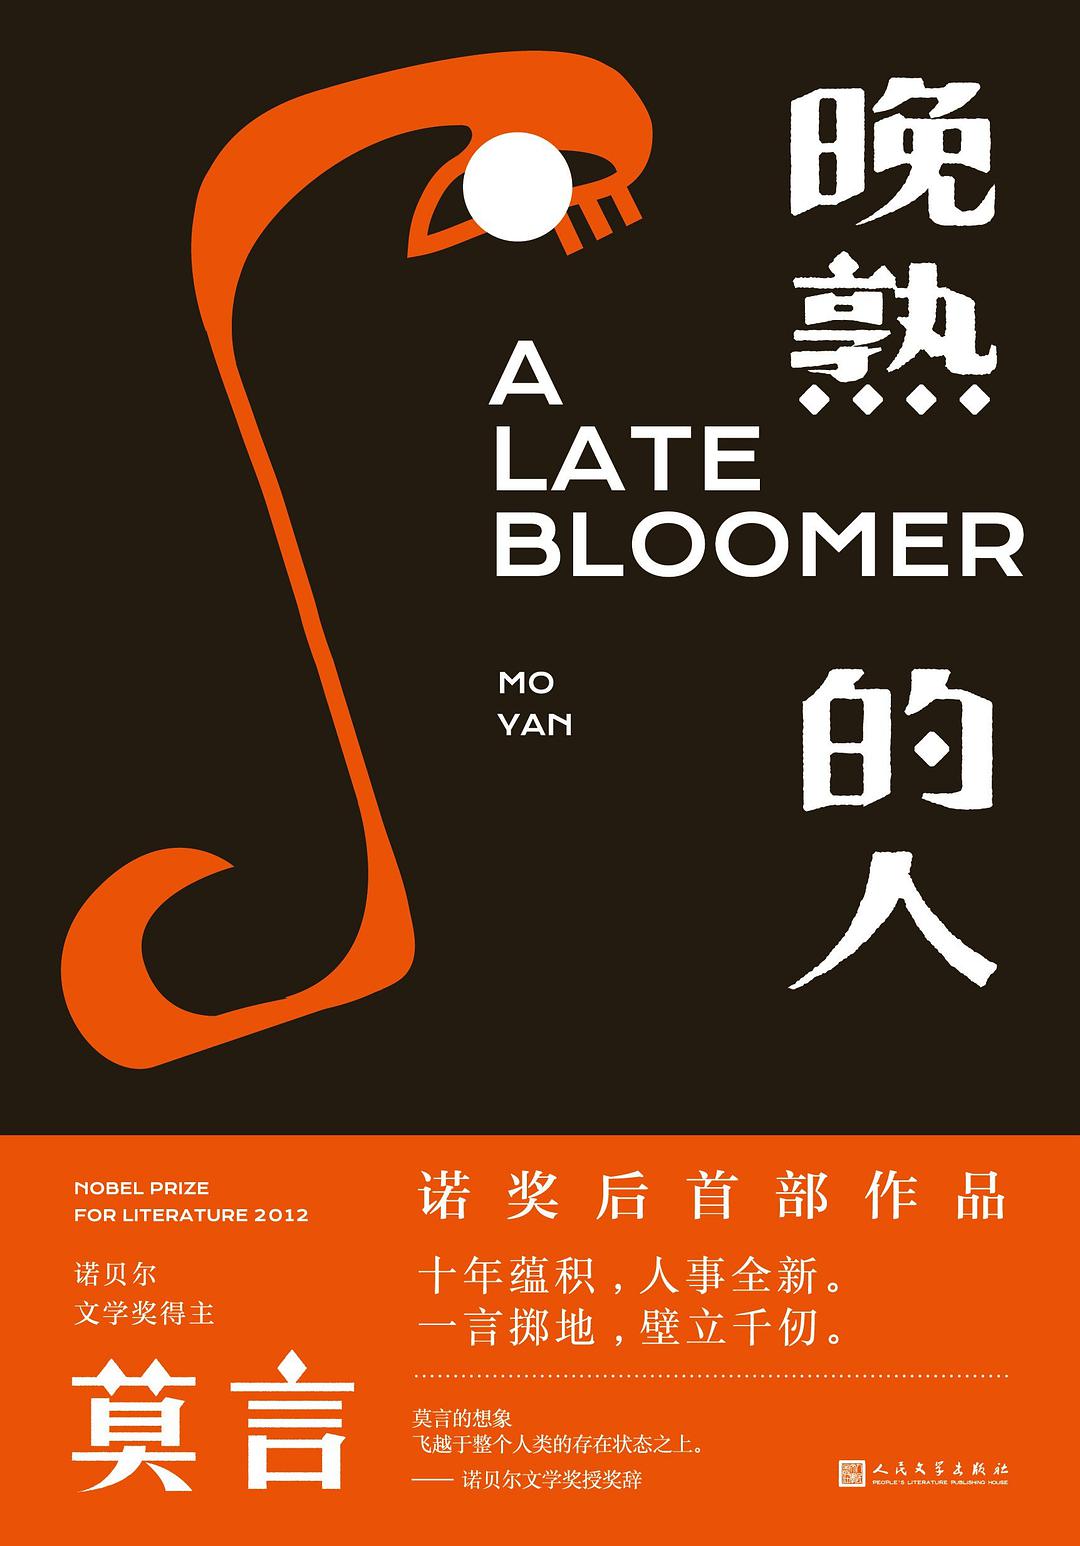 晚熟的人
A
LATE
BLOOMER
MO
YAN
NOBEL PRIZE
FOR LITERATURE 2012
诺贝尔
文学奖得主
莫言
诺奖后首部作品
十年蕴积，人事全新。
一言掷地，壁立千仞。
莫言的想象
飞越于整个人类的存在状态之上。
—— 诺贝尔文学奖授奖辞
人民文学出版社
PEOPLE'S LITERATURE PUBLISHING HOUSE